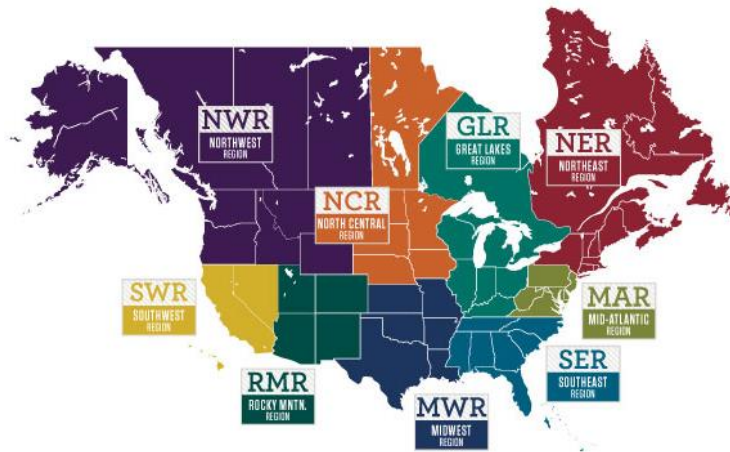 NWR
NORTHWEST
REGION
GLR
GREAT LAKES
REGION
NER
NORTHEAST
REGION
NCR
NORTH CENTRAL
REGION
SWR
SOUTHWEST
REGION
MAR
MID-ATLANTIC
REGION
SER
SOUTHEAST
REGION
RMR
ROCKY MNTN.
REGION
MWR
MIDWEST
REGION